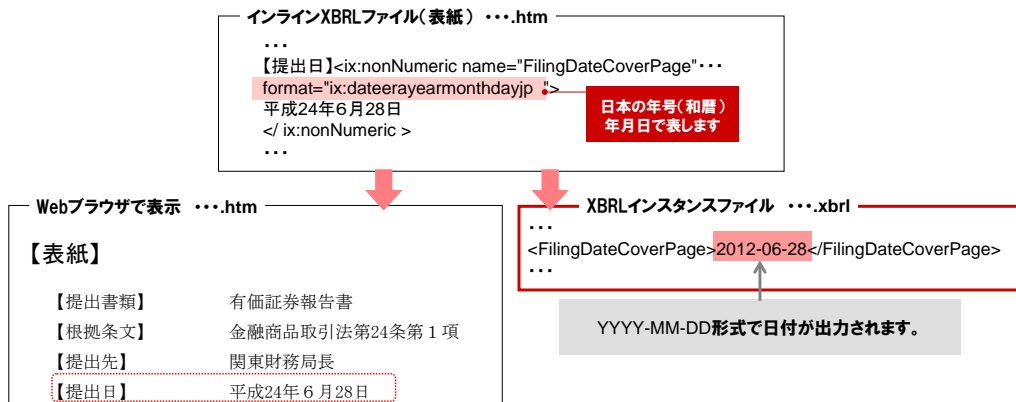 インラインXBRLファイル(表紙) ・・・.htm
・・・
【提出日】<ix:nonNumeric name="FilingDateCoverPage"・・・
format="ix:dateerayearmonthdayjp ">
平成24年6月28日
</ ix:nonNumeric >
・・・
日本の年号(和暦)
年月日で表します
Webブラウザで表示 ・・・.htm
【表紙】
【提出書類】 有価証券報告書
【根拠条文】 金融商品取引法第24条第1項
【提出先】 関東財務局長
【提出日】 平成24年6月28日
XBRLインスタンスファイル ・・・.xbrl
・・・
<FilingDateCoverPage>2012-06-28</FilingDateCoverPage>
・・・
YYYY-MM-DD形式で日付が出力されます。